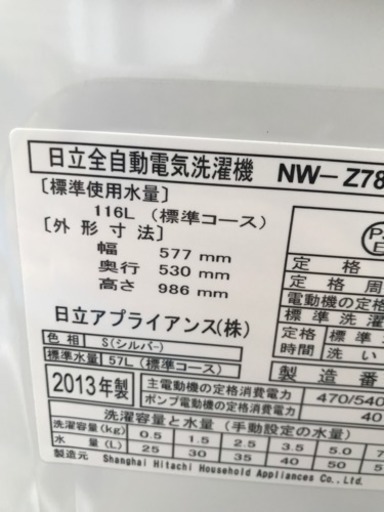 日立全自動電気洗濯機 NW-Z78
〔標準使用水量〕
116L (標準コース)
〔外形寸法〕
幅 577 mm
奥行 530 mm
高さ 986 mm
日立アプライアンス(株)
色相 S(シルバー)
標準水量 57L (標準コース)
2013年製
定格
定格周
電動機の定格
標準洗濯
定格 標準
時間 洗い
製造番
主電動機の定格消費電力 470/540
ポンプ電動機の定格消費電力 40
洗濯容量と水量 (手動設定の水量)
洗濯容量(kg) 0.5 1.5 2.5 3.5 5.0
水量(L) 25 30 35 40 50
製造元 Shanghai Hitachi Household Appliances Co., Ltd.